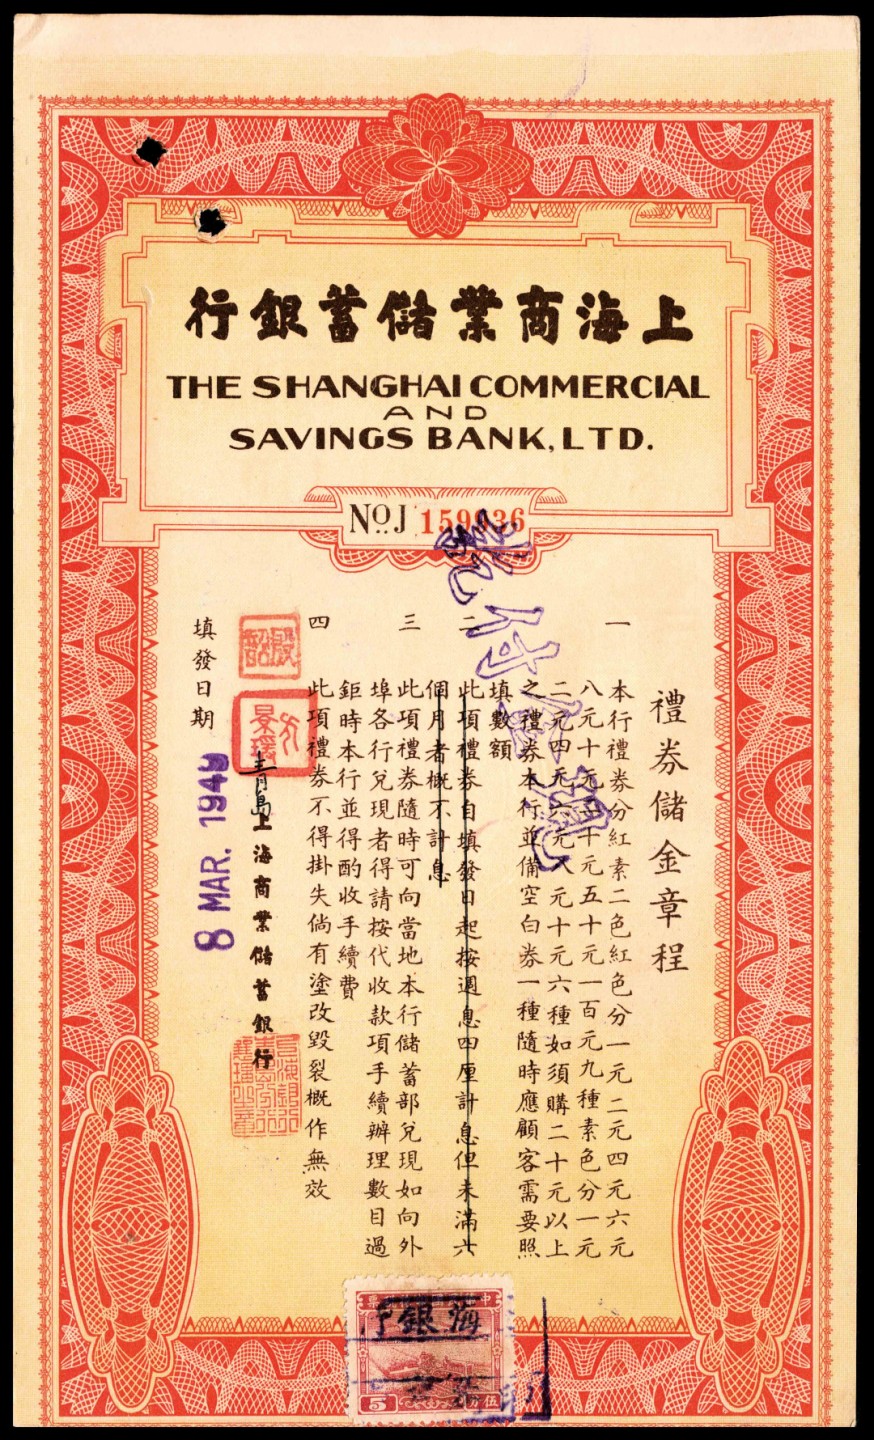 上海商業儲蓄銀行
THE SHANGHAI COMMERCIAL
AND
SAVINGS BANK, LTD.
No. J 159936
禮券儲金章程
一 本行禮券分紅素二色紅色分一元二元四元六元
八元十元二十元五十元一百元九種素色分一元
二元四元六元八元十元六種如須購二十元以上
之禮券本行並備空白券一種隨時應顧客需要照
填數額
二 此項禮券自填發日起按週息四厘計息但未滿六
個月者概不計息
三 此項禮券隨時可向當地本行儲蓄部兌現如向外
埠各行兌現者得請按代收款項手續辦理數目過
鉅時本行並得酌收手續費
四 此項禮券不得掛失倘有塗改毀裂概作無效
青島上海商業儲蓄銀行
填發日期 8 MAR. 1949
海銀行
5
伍